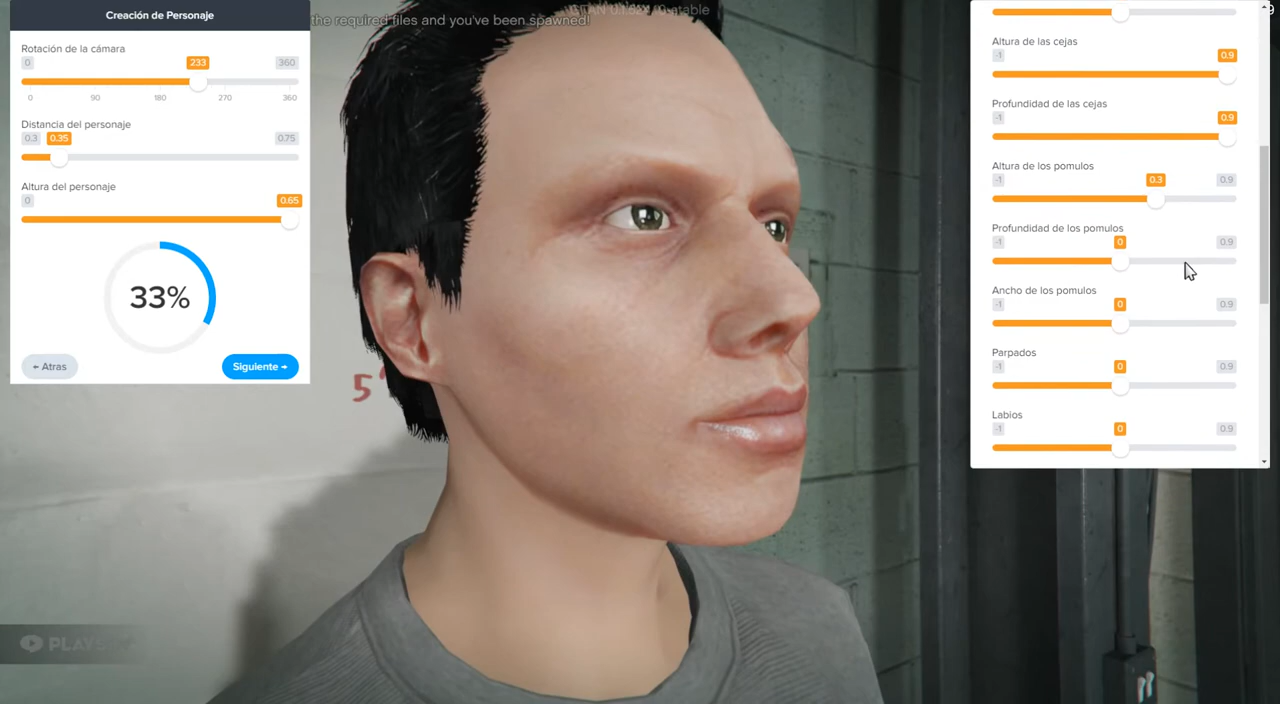 Creación de Personaje
the required files and you've been spawned!
Rotación de la cámara
0 233 360
0 90 180 270 360
Distancia del personaje
0.3 0.35 0.75
Altura del personaje
0 0.65
33%
← Atras Siguiente →
Altura de las cejas
-1 0.9
Profundidad de las cejas
-1 0.9
Altura de los pomulos
-1 0.3 0.9
Profundidad de los pomulos
-1 0 0.9
Ancho de los pomulos
-1 0 0.9
Parpados
-1 0 0.9
Labios
-1 0 0.9
5'